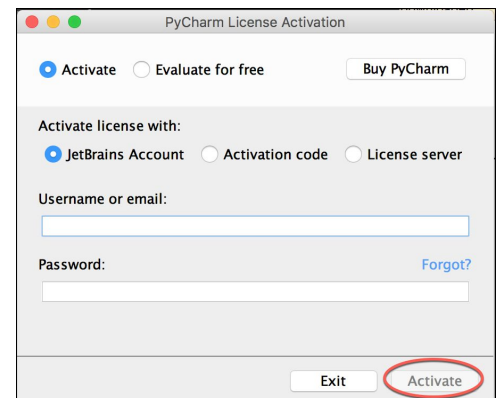 PyCharm License Activation
Activate Evaluate for free Buy PyCharm
Activate license with:
JetBrains Account Activation code License server
Username or email:
Password: Forgot?
Exit Activate